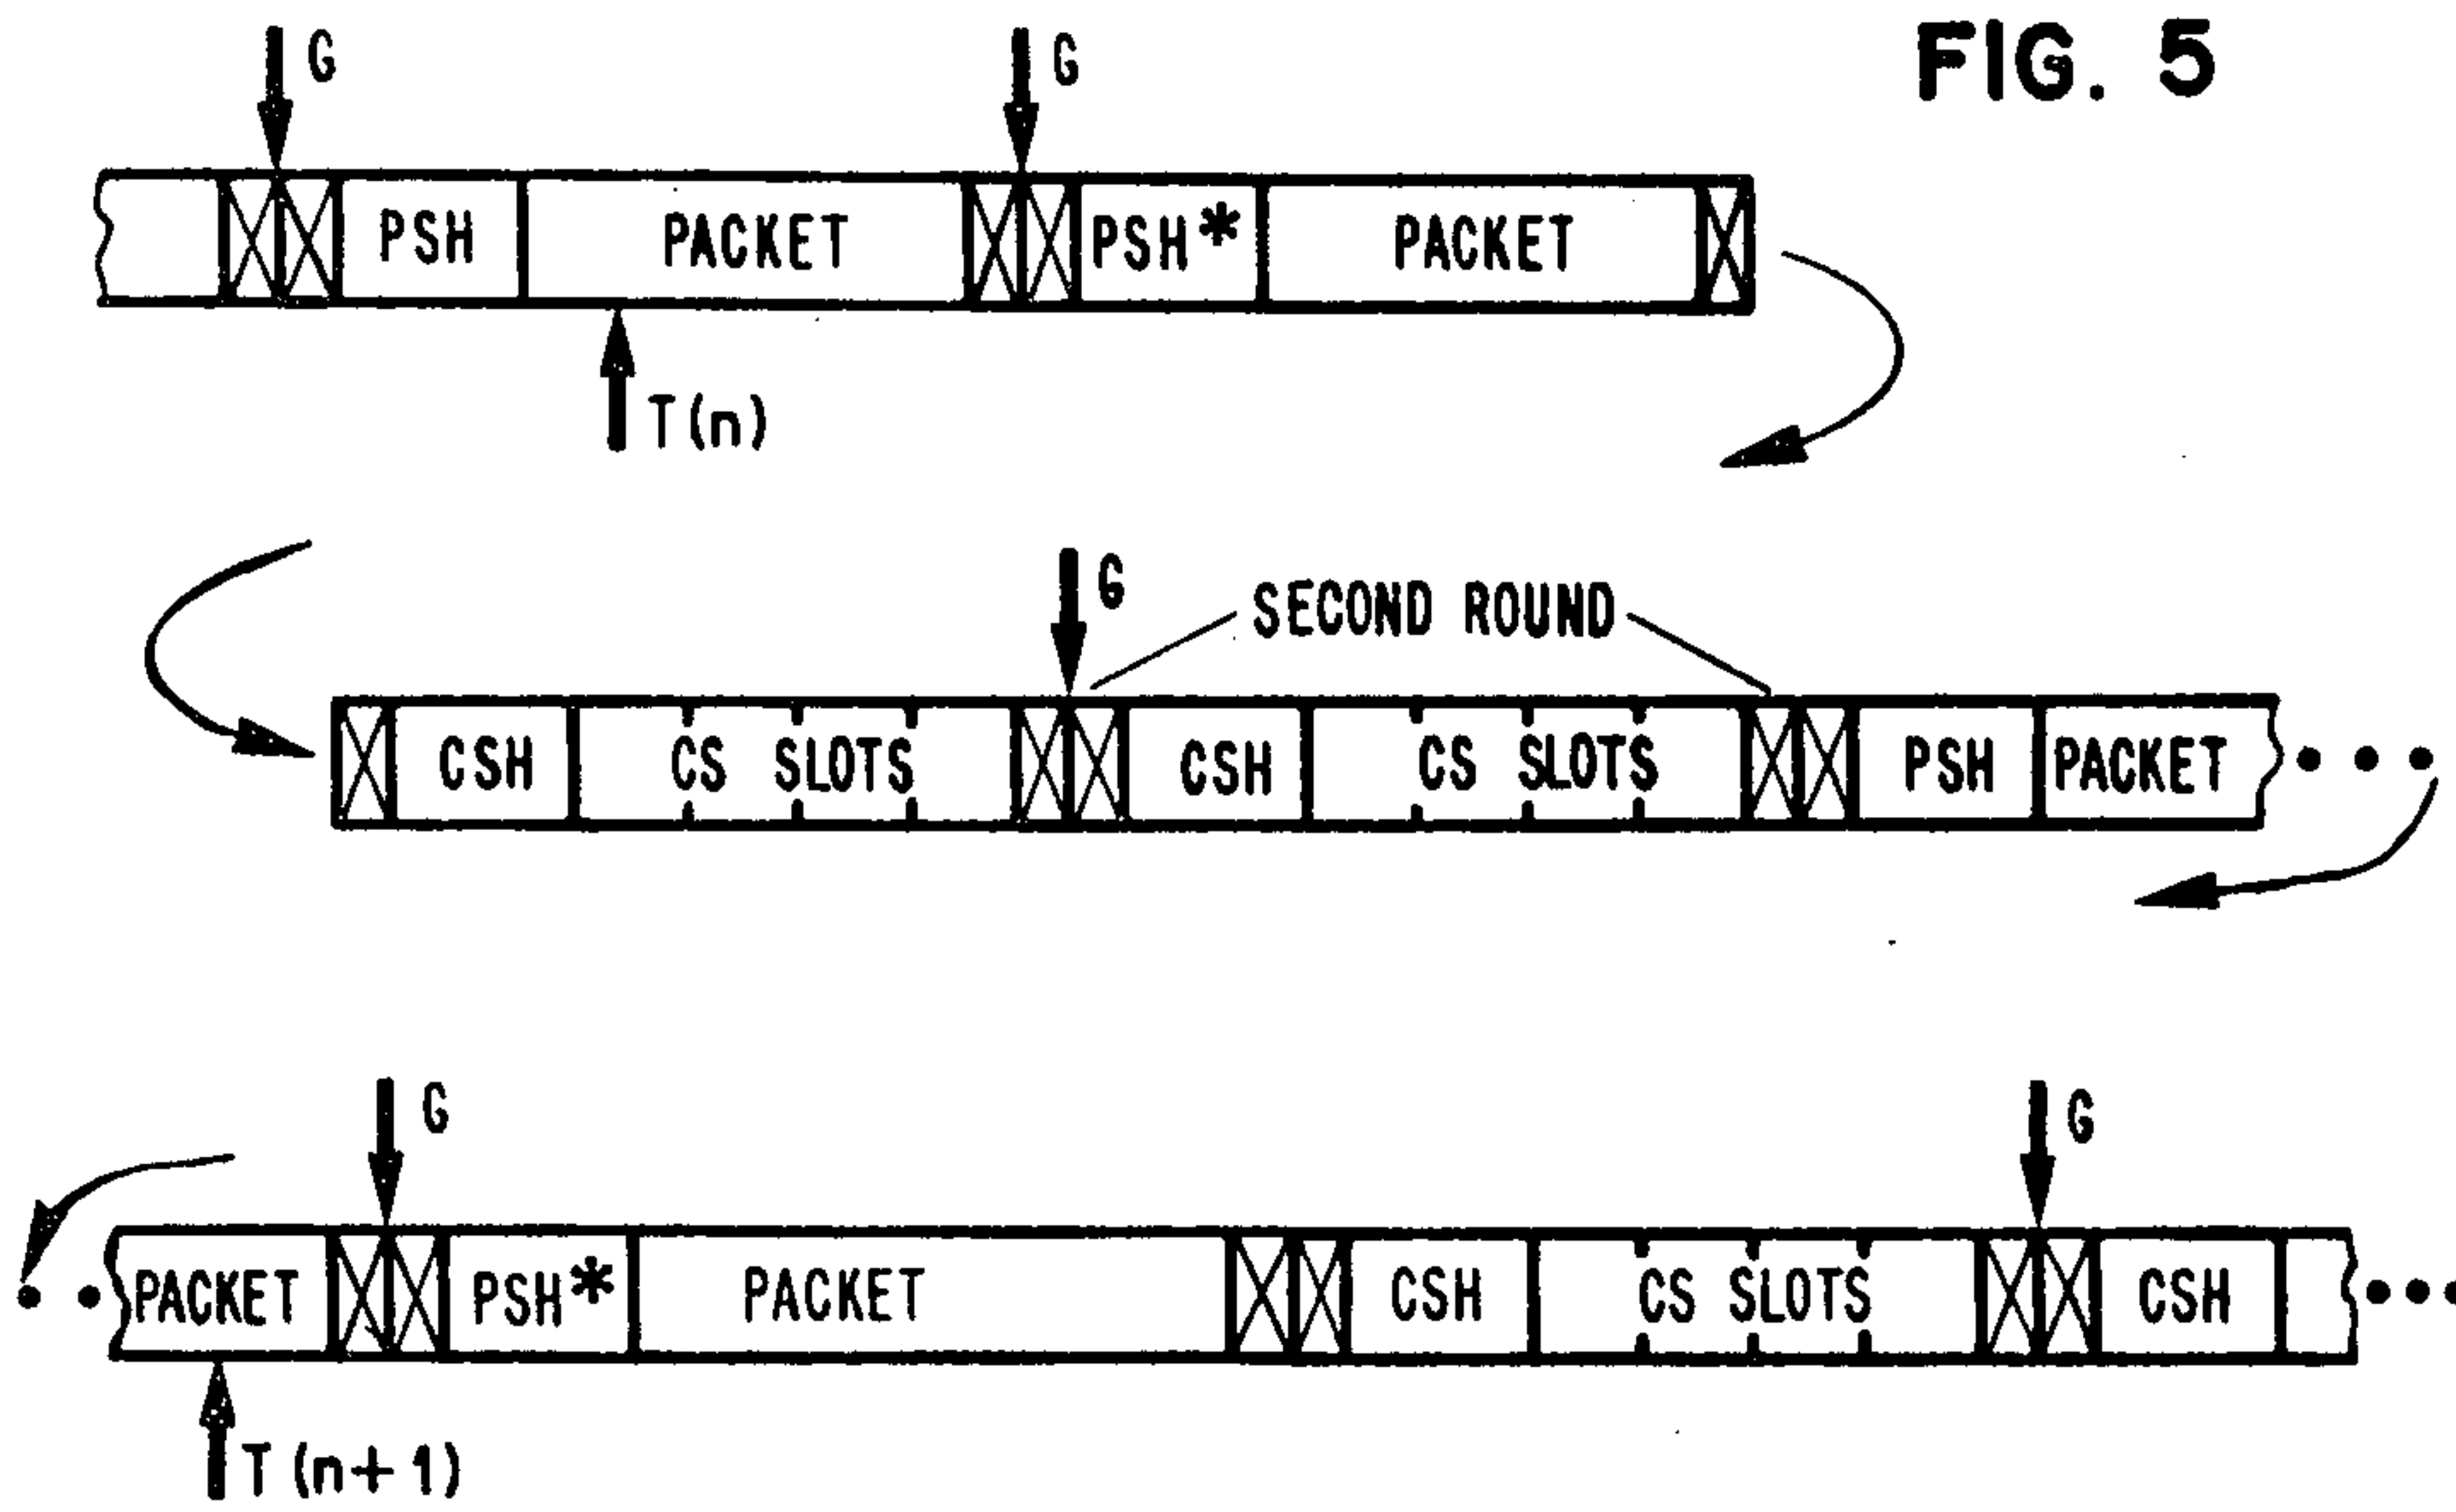 FIG. 5
G G
PSH PACKET PSH* PACKET
T(n)
G SECOND ROUND
CSH CS SLOTS CSH CS SLOTS PSH PACKET
G G
PACKET PSH* PACKET CSH CS SLOTS CSH
T(n+1)